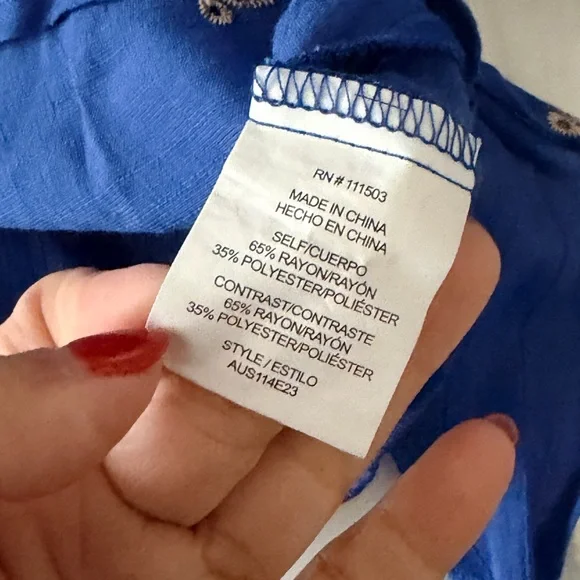 RN # 111503
MADE IN CHINA
HECHO EN CHINA
SELF/CUERPO
65% RAYON/RAYÓN
35% POLYESTER/POLIÉSTER
CONTRAST/CONTRASTE
65% RAYON/RAYÓN
35% POLYESTER/POLIÉSTER
STYLE / ESTILO
AUS114E23